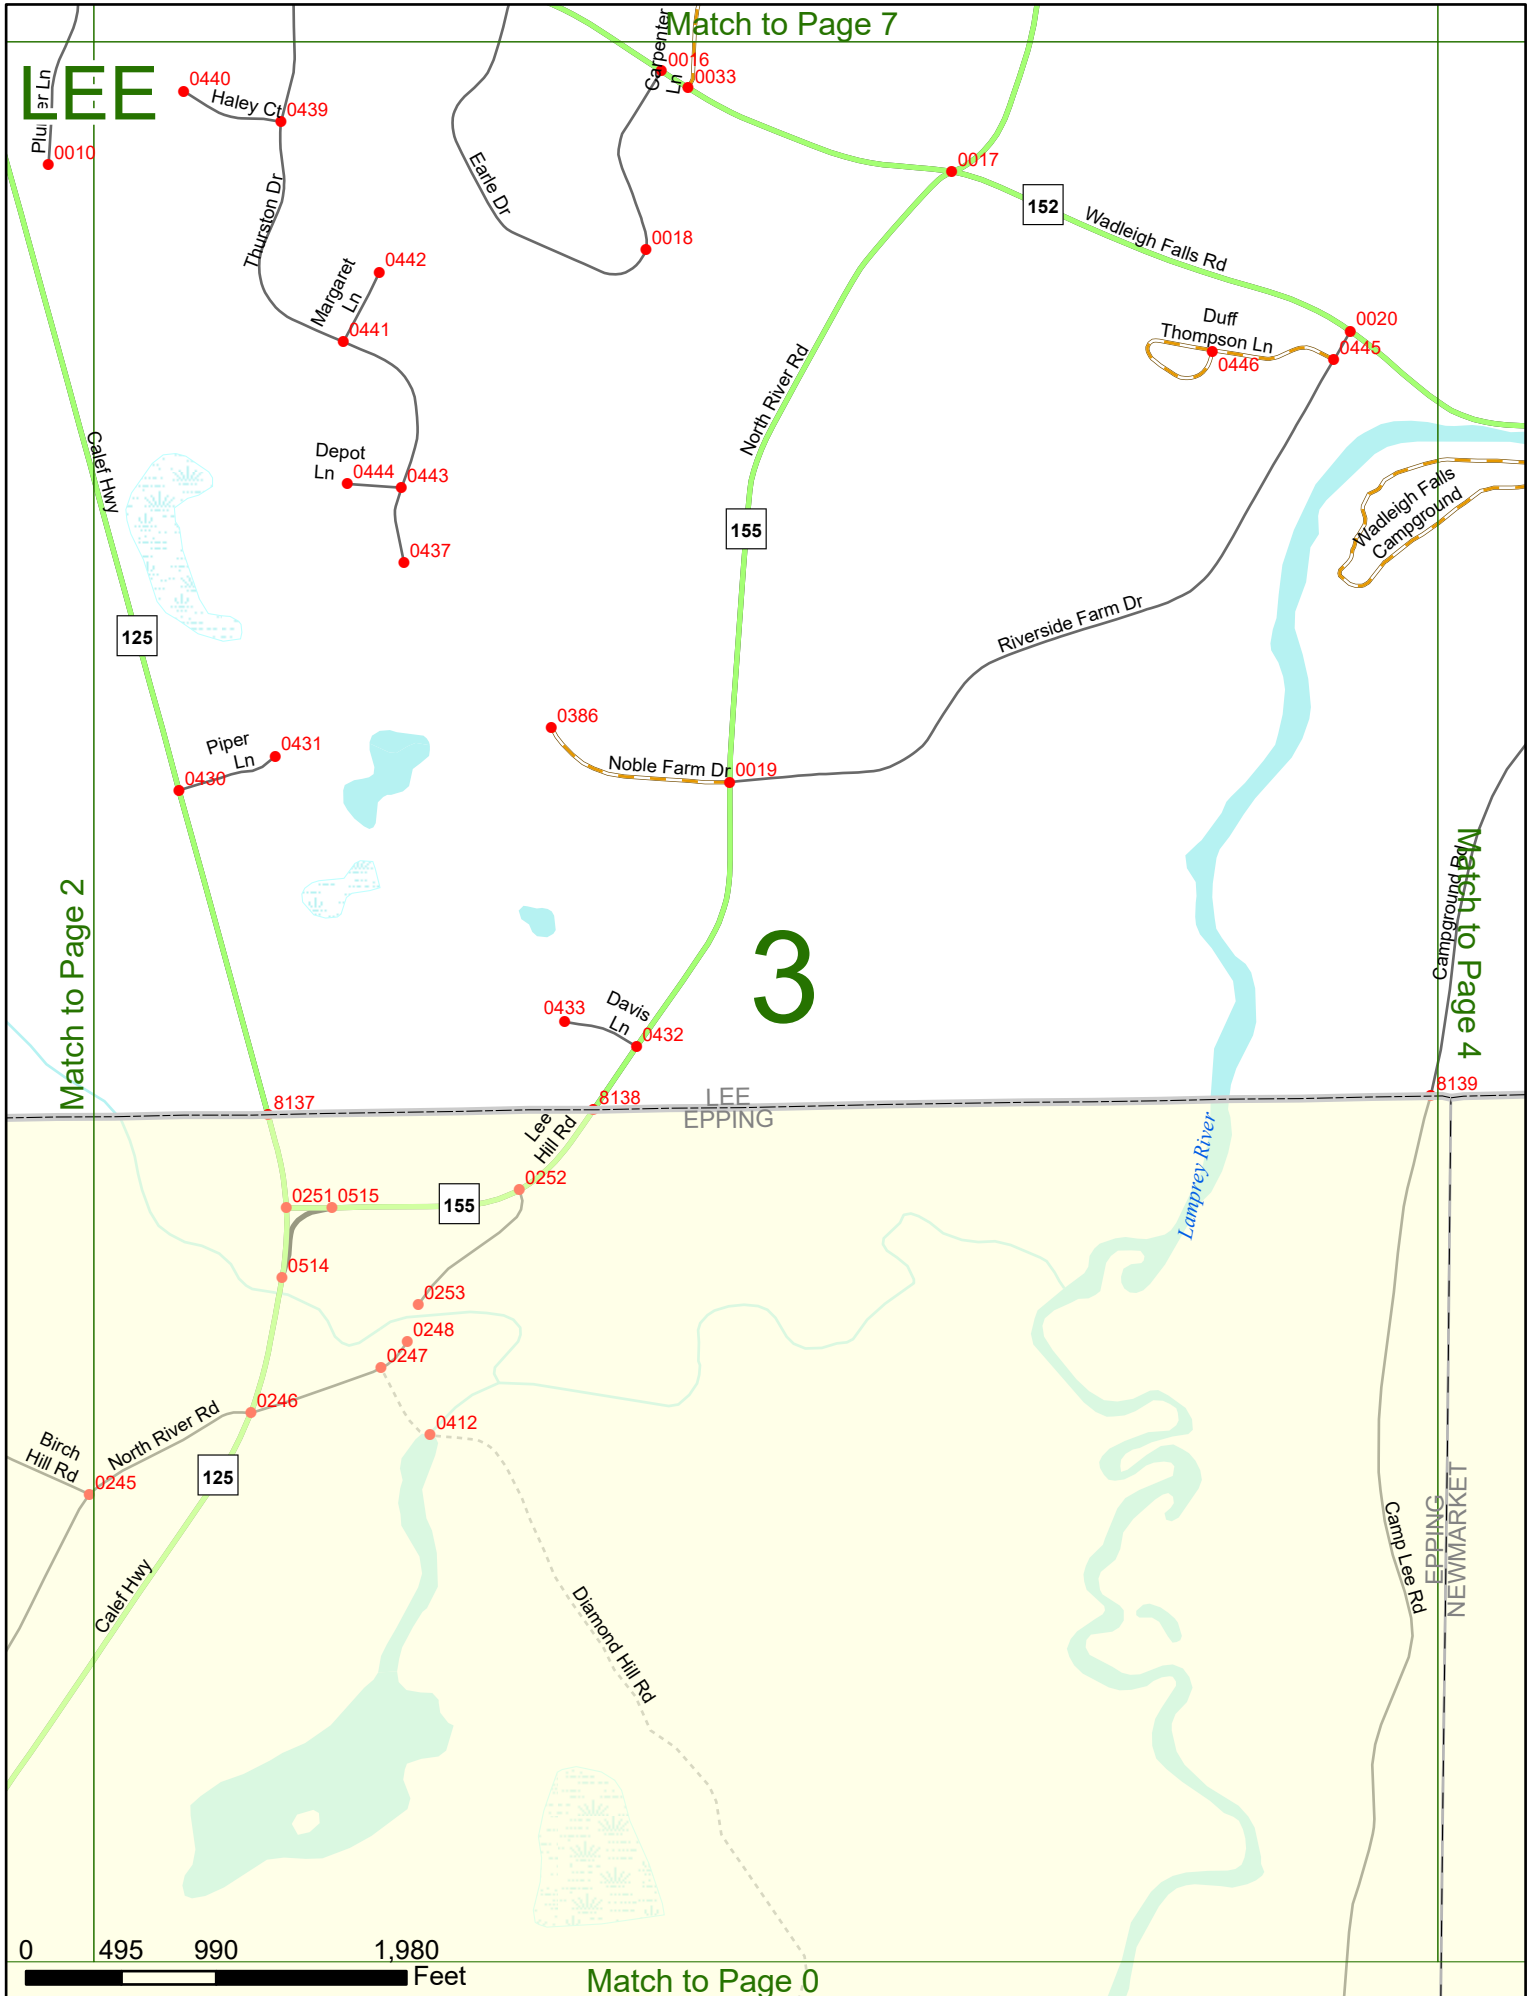 Match to Page 7
LEE
Carpenter
Ln
0016
0033
0440
Haley Ct
0439
0010
0017
152
Wadleigh Falls Rd
Earle Dr
Thurston Dr
0018
0442
Margaret
Ln
0441
Duff
Thompson Ln
0020
0445
0446
North River Rd
Calef Hwy
Depot
Ln
0444
0443
Wadleigh Falls
Campground
155
0437
125
Riverside Farm Dr
0386
Piper
Ln
0431
0430
Noble Farm Dr
0019
Campground Rd
Match to Page 4
Match to Page 2
3
0433
Davis
Ln
0432
8137
8138
8139
LEE
EPPING
Lee
Hill Rd
Lamprey River
0252
0251
0515
155
0514
0253
0248
0247
0246
North River Rd
0412
Birch
Hill Rd
0245
125
Calef Hwy
Diamond Hill Rd
Camp Lee Rd
EPPING
NEWMARKET
0
495
990
1,980
Feet
Match to Page 0